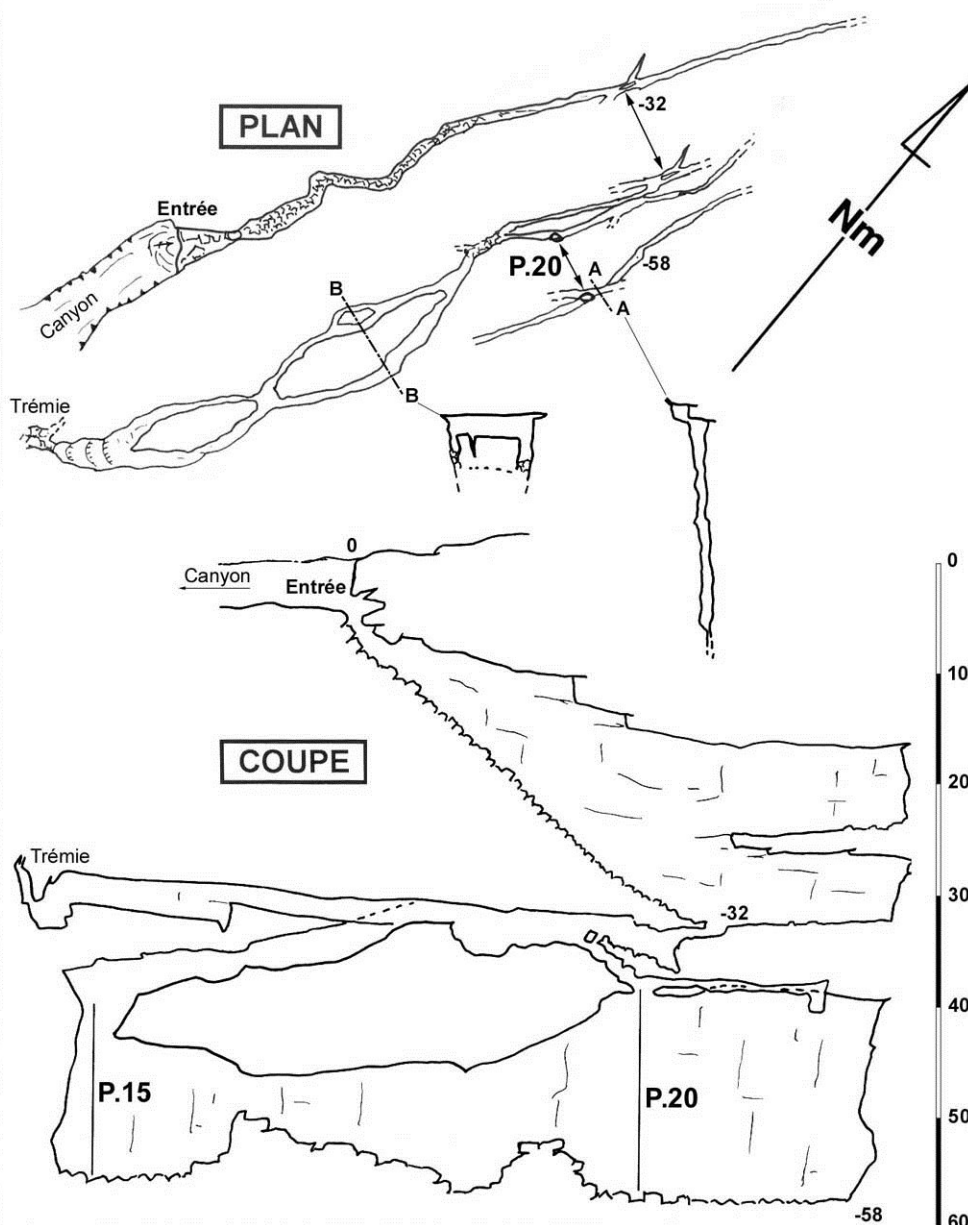 PLAN
-32
Entrée
Nm
P.20
A
-58
A
B
Canyon
B
Trémie
0
0
Canyon
Entrée
10
COUPE
20
Trémie
30
-32
40
P.15
P.20
50
-58
60